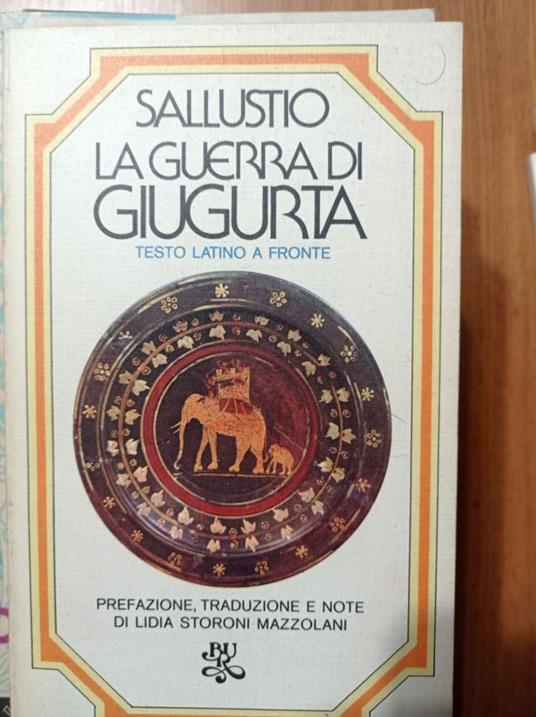 SALLUSTIO
LA GUERRA DI
GIUGURTA
TESTO LATINO A FRONTE
PREFAZIONE, TRADUZIONE E NOTE
DI LIDIA STORONI MAZZOLANI
BUR